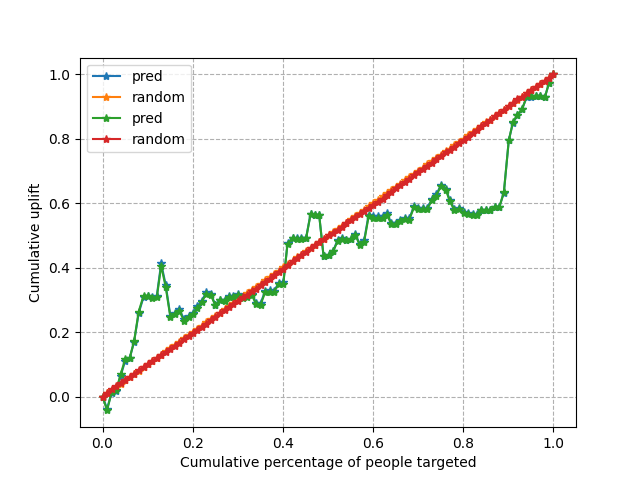 pred
random
pred
random
1.0
0.8
0.6
0.4
0.2
0.0
Cumulative uplift
0.0 0.2 0.4 0.6 0.8 1.0
Cumulative percentage of people targeted